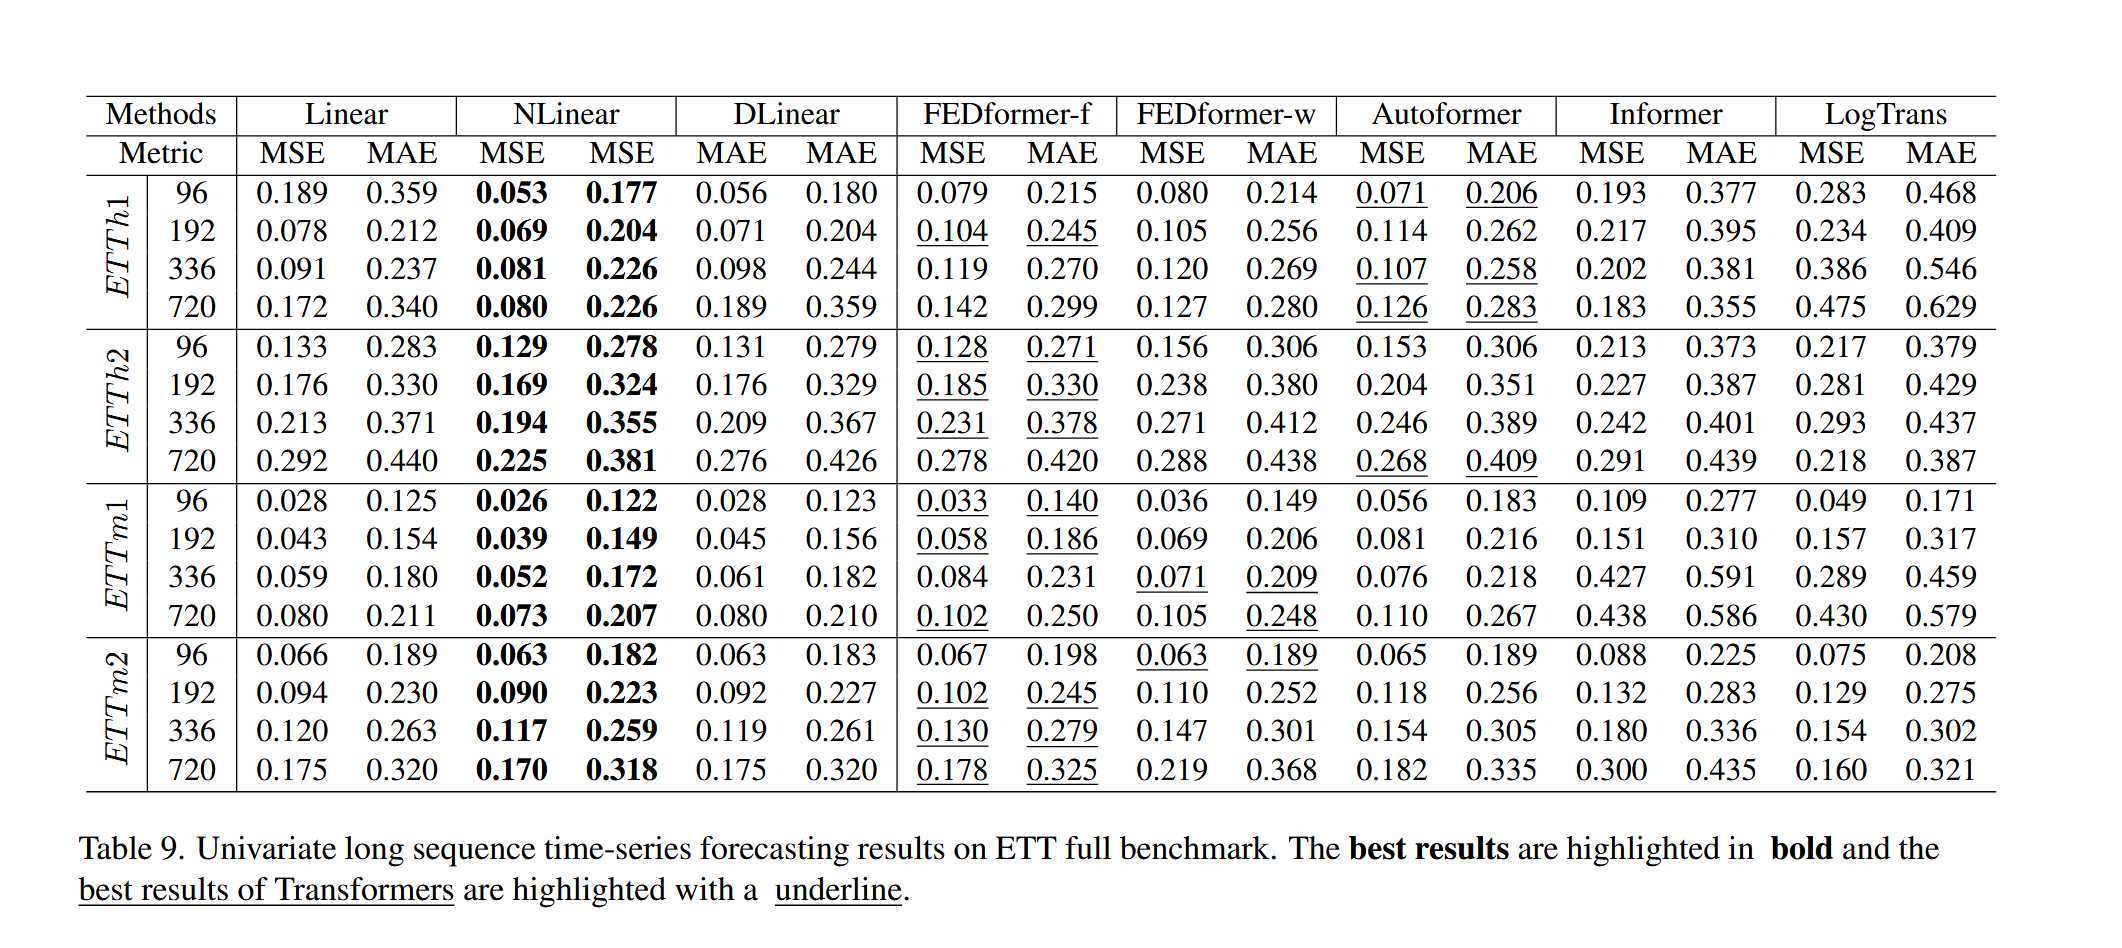 Methods Linear NLinear DLinear FEDformer-f FEDformer-w Autoformer Informer LogTrans
Metric MSE MAE MSE MSE MAE MAE MSE MAE MSE MAE MSE MAE MSE MAE MSE MAE
ETTh1
96 0.189 0.359 0.053 0.177 0.056 0.180 0.079 0.215 0.080 0.214 0.071 0.206 0.193 0.377 0.283 0.468
192 0.078 0.212 0.069 0.204 0.071 0.204 0.104 0.245 0.105 0.256 0.114 0.262 0.217 0.395 0.234 0.409
336 0.091 0.237 0.081 0.226 0.098 0.244 0.119 0.270 0.120 0.269 0.107 0.258 0.202 0.381 0.386 0.546
720 0.172 0.340 0.080 0.226 0.189 0.359 0.142 0.299 0.127 0.280 0.126 0.283 0.183 0.355 0.475 0.629
ETTh2
96 0.133 0.283 0.129 0.278 0.131 0.279 0.128 0.271 0.156 0.306 0.153 0.306 0.213 0.373 0.217 0.379
192 0.176 0.330 0.169 0.324 0.176 0.329 0.185 0.330 0.238 0.380 0.204 0.351 0.227 0.387 0.281 0.429
336 0.213 0.371 0.194 0.355 0.209 0.367 0.231 0.378 0.271 0.412 0.246 0.389 0.242 0.401 0.293 0.437
720 0.292 0.440 0.225 0.381 0.276 0.426 0.278 0.420 0.288 0.438 0.268 0.409 0.291 0.439 0.218 0.387
ETTm1
96 0.028 0.125 0.026 0.122 0.028 0.123 0.033 0.140 0.036 0.149 0.056 0.183 0.109 0.277 0.049 0.171
192 0.043 0.154 0.039 0.149 0.045 0.156 0.058 0.186 0.069 0.206 0.081 0.216 0.151 0.310 0.157 0.317
336 0.059 0.180 0.052 0.172 0.061 0.182 0.084 0.231 0.071 0.209 0.076 0.218 0.427 0.591 0.289 0.459
720 0.080 0.211 0.073 0.207 0.080 0.210 0.102 0.250 0.105 0.248 0.110 0.267 0.438 0.586 0.430 0.579
ETTm2
96 0.066 0.189 0.063 0.182 0.063 0.183 0.067 0.198 0.063 0.189 0.065 0.189 0.088 0.225 0.075 0.208
192 0.094 0.230 0.090 0.223 0.092 0.227 0.102 0.245 0.110 0.252 0.118 0.256 0.132 0.283 0.129 0.275
336 0.120 0.263 0.117 0.259 0.119 0.261 0.130 0.279 0.147 0.301 0.154 0.305 0.180 0.336 0.154 0.302
720 0.175 0.320 0.170 0.318 0.175 0.320 0.178 0.325 0.219 0.368 0.182 0.335 0.300 0.435 0.160 0.321
Table 9. Univariate long sequence time-series forecasting results on ETT full benchmark. The best results are highlighted in bold and the
best results of Transformers are highlighted with a underline.